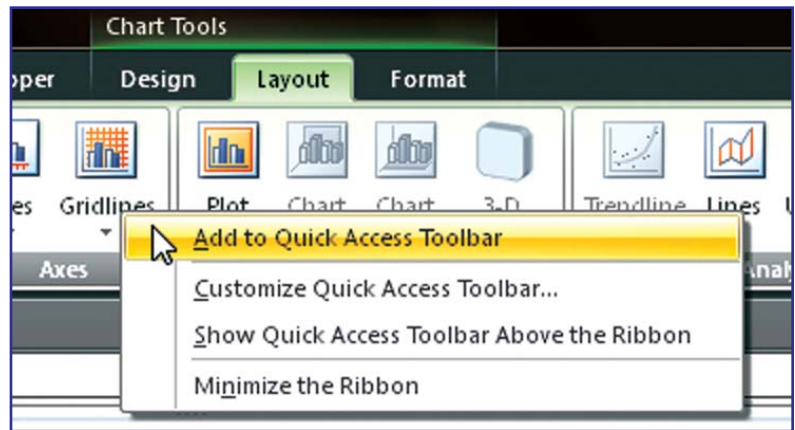 Chart Tools
Design Layout Format
Gridlines Plot Chart Chart 3-D Trendline Lines
Axes
Add to Quick Access Toolbar
Customize Quick Access Toolbar...
Show Quick Access Toolbar Above the Ribbon
Minimize the Ribbon